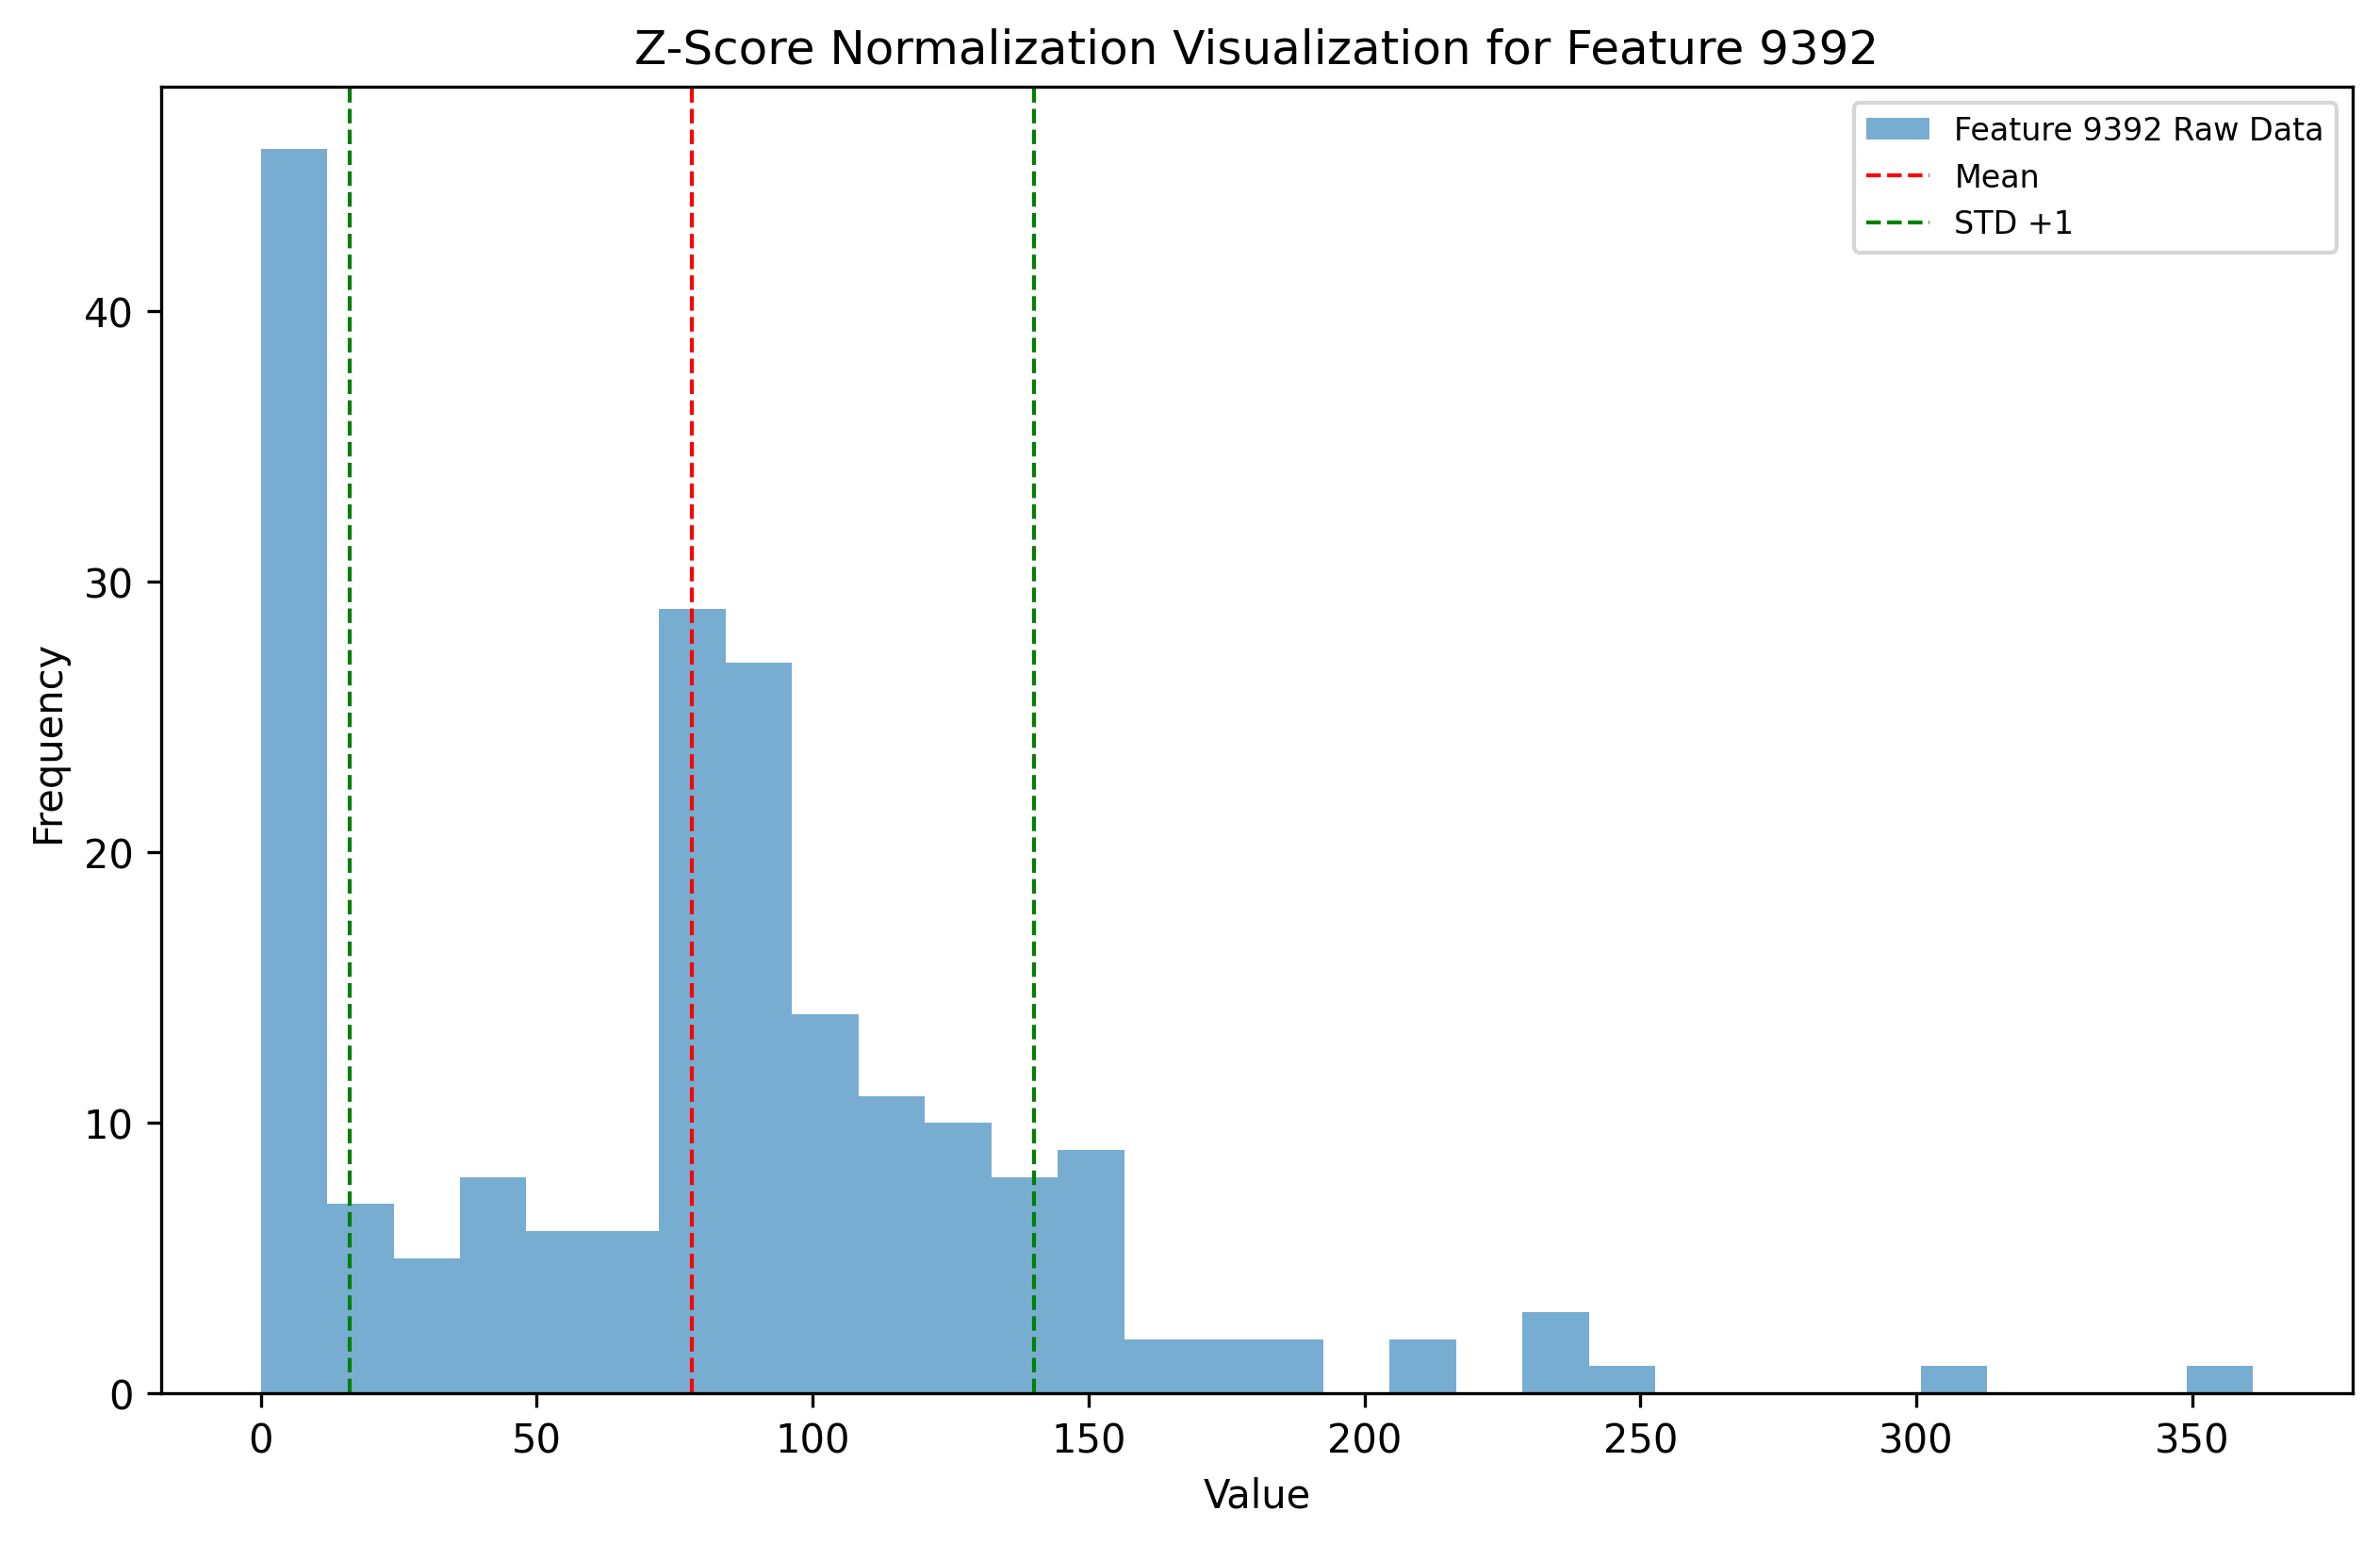 Z-Score Normalization Visualization for Feature 9392
Feature 9392 Raw Data
Mean
STD +1
40
30
20
10
0
Frequency
0 50 100 150 200 250 300 350
Value